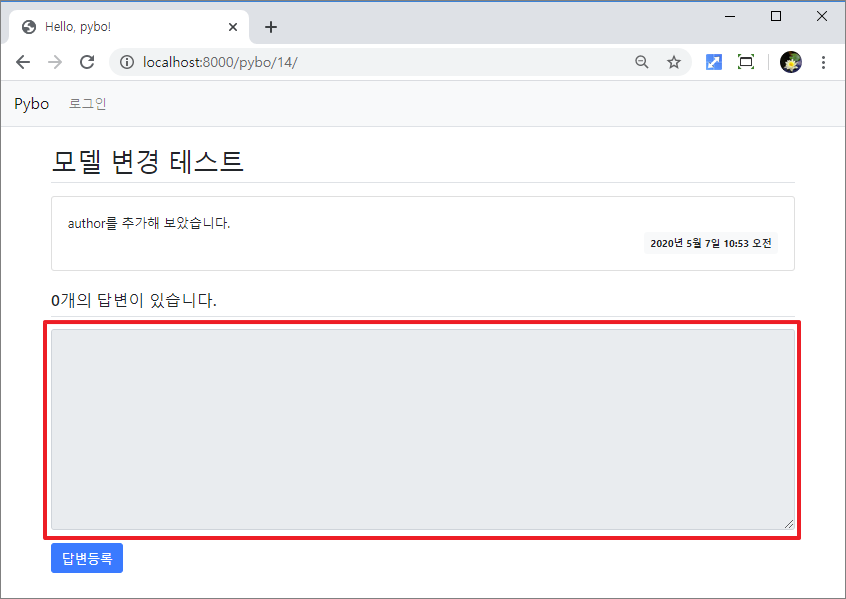 Hello, pybo!
localhost:8000/pybo/14/
Pybo 로그인
모델 변경 테스트
author를 추가해 보았습니다.
2020년 5월 7일 10:53 오전
0개의 답변이 있습니다.
답변등록